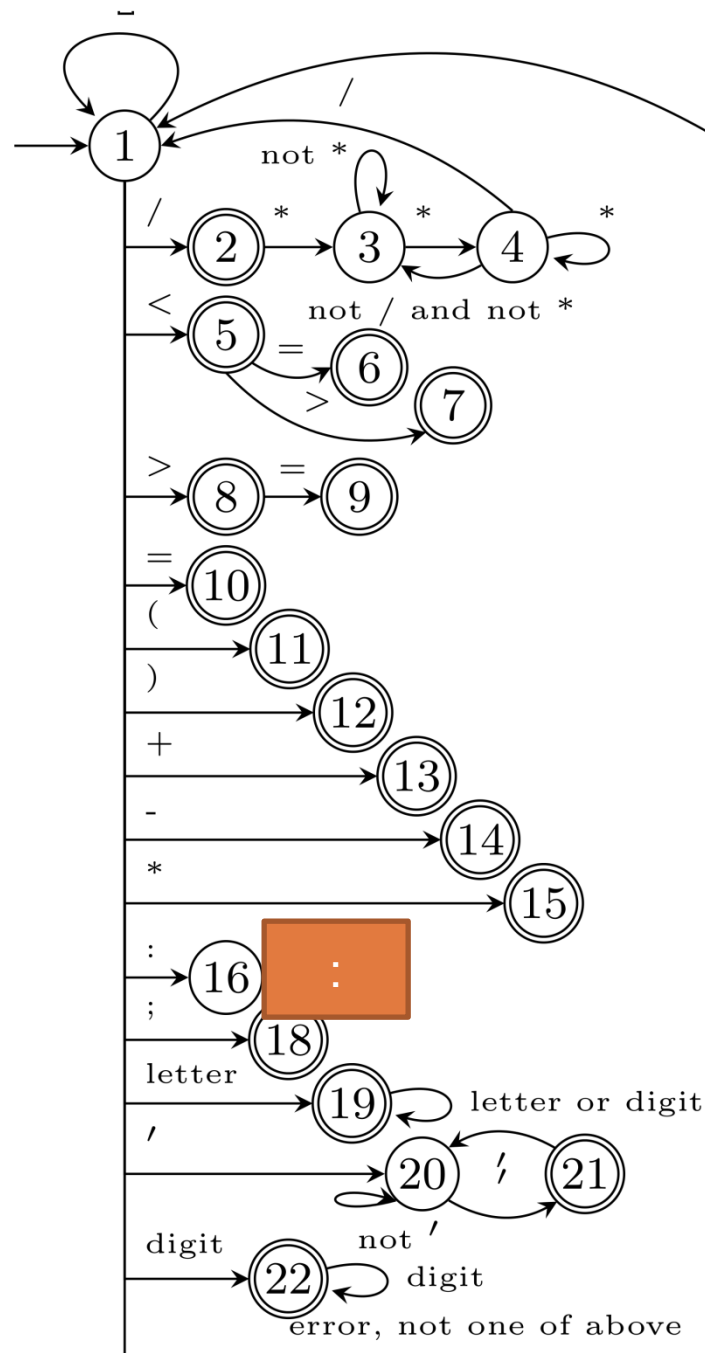 ␣
/
1
not *
/ * * *
2 3 4
< not / and not *
5 = 6
> 7
> =
8 9
=
10
(
11
)
12
+
13
-
14
*
15
:
16 :
;
18
letter
19 letter or digit
'
20 ' ' 21
not '
digit
22 digit
error, not one of above